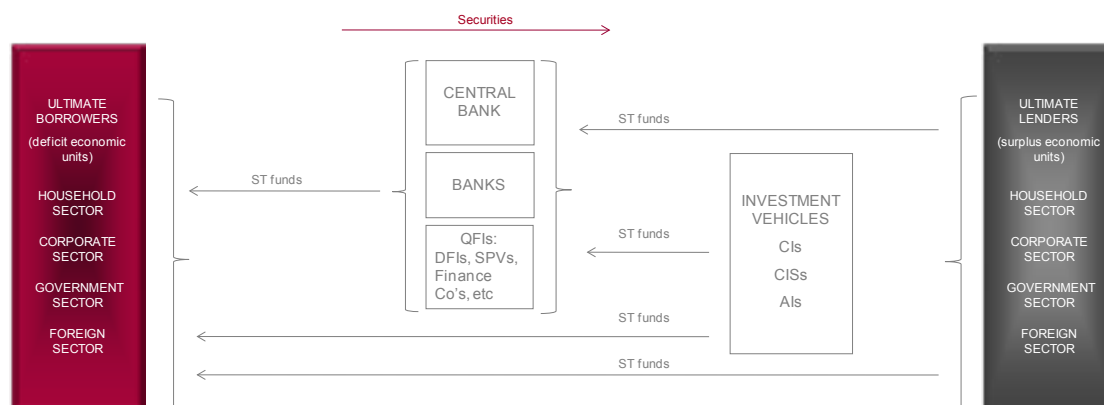 Securities
ULTIMATE
BORROWERS
(deficit economic
units)
HOUSEHOLD
SECTOR
CORPORATE
SECTOR
GOVERNMENT
SECTOR
FOREIGN
SECTOR
ST funds
CENTRAL
BANK
BANKS
QFIs:
DFIs, SPVs,
Finance
Co's, etc
ST funds
ST funds
ST funds
ST funds
INVESTMENT
VEHICLES
CIs
CISs
AIs
ULTIMATE
LENDERS
(surplus economic
units)
HOUSEHOLD
SECTOR
CORPORATE
SECTOR
GOVERNMENT
SECTOR
FOREIGN
SECTOR